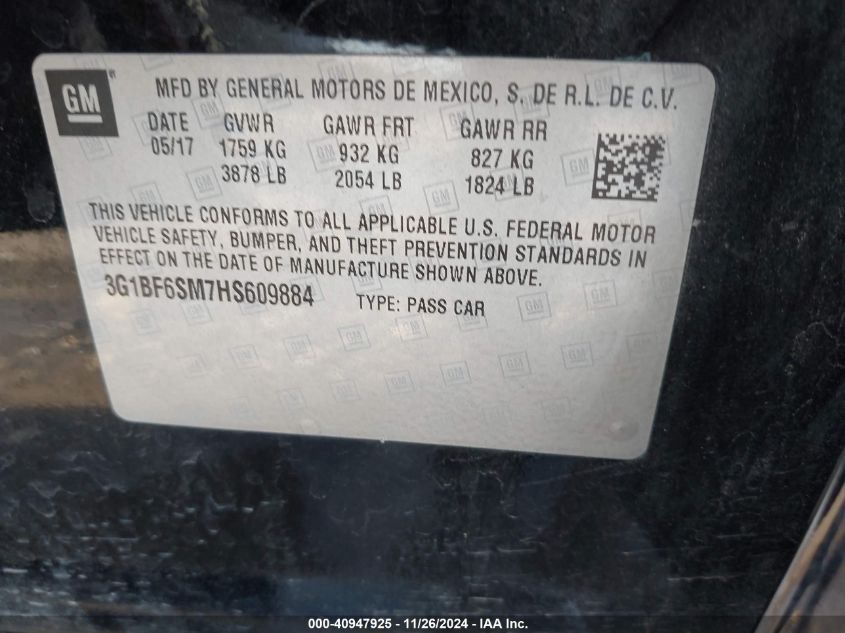 GM
MFD BY GENERAL MOTORS DE MEXICO, S. DE R.L. DE C.V.
DATE GVWR GAWR FRT GAWR RR
05/17 1759 KG 932 KG 827 KG
3878 LB 2054 LB 1824 LB
THIS VEHICLE CONFORMS TO ALL APPLICABLE U.S. FEDERAL MOTOR
VEHICLE SAFETY, BUMPER, AND THEFT PREVENTION STANDARDS IN
EFFECT ON THE DATE OF MANUFACTURE SHOWN ABOVE.
3G1BF6SM7HS609884 TYPE: PASS CAR
000-40947925 - 11/26/2024 - IAA Inc.